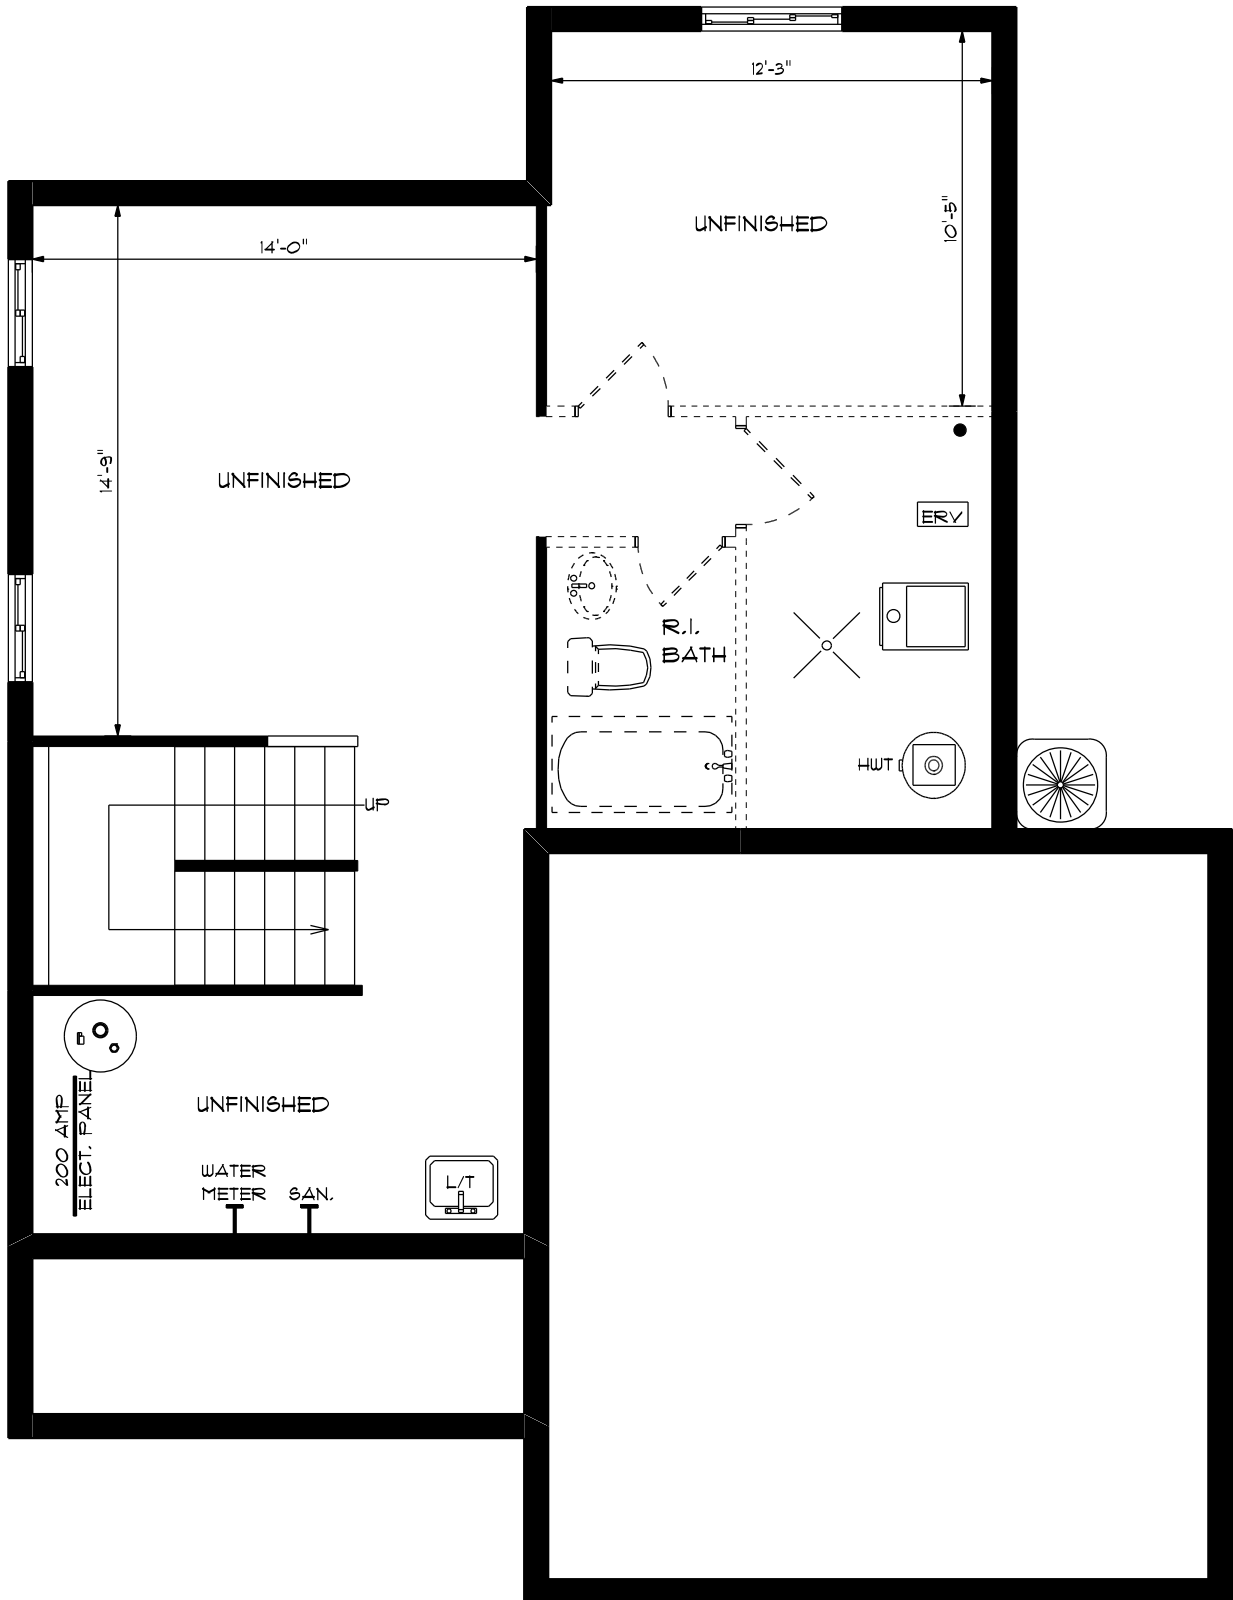 12'-3"
10'-5"
UNFINISHED
14'-0"
14'-9"
UNFINISHED
ERV
R.I.
BATH
HWT
UP
200 AMP
ELECT. PANEL
UNFINISHED
WATER
METER
SAN.
L/T